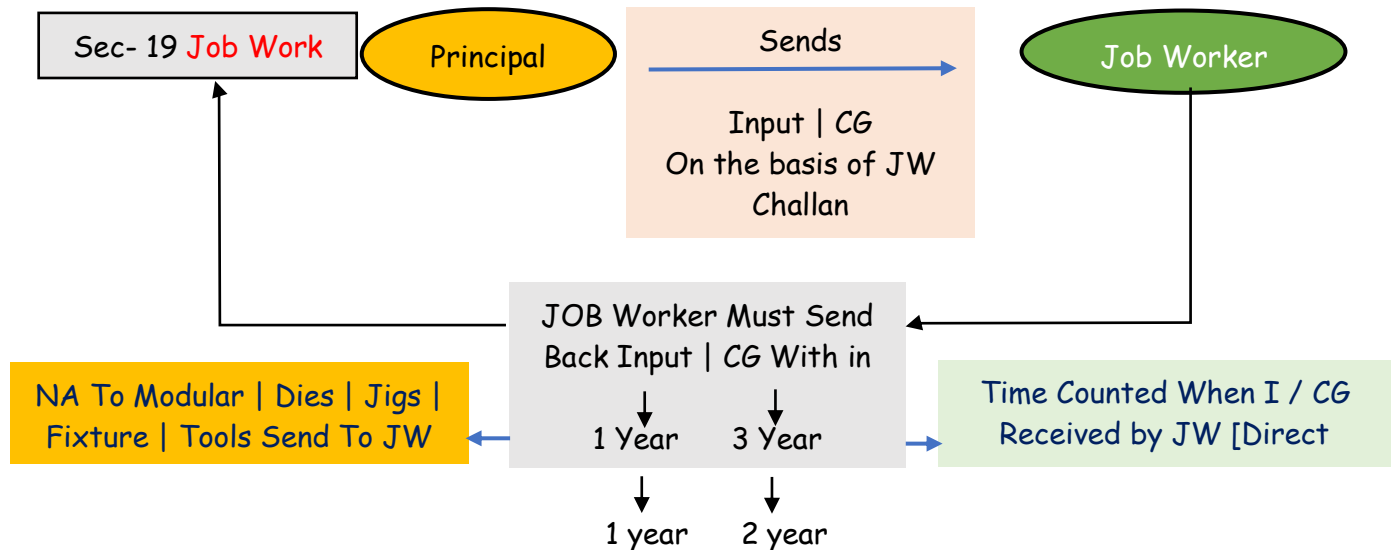 Sec- 19 Job Work
Principal
Sends
Input | CG
On the basis of JW
Challan
Job Worker
JOB Worker Must Send
Back Input | CG With in
1 Year 3 Year
1 year 2 year
NA To Modular | Dies | Jigs |
Fixture | Tools Send To JW
Time Counted When I / CG
Received by JW [Direct